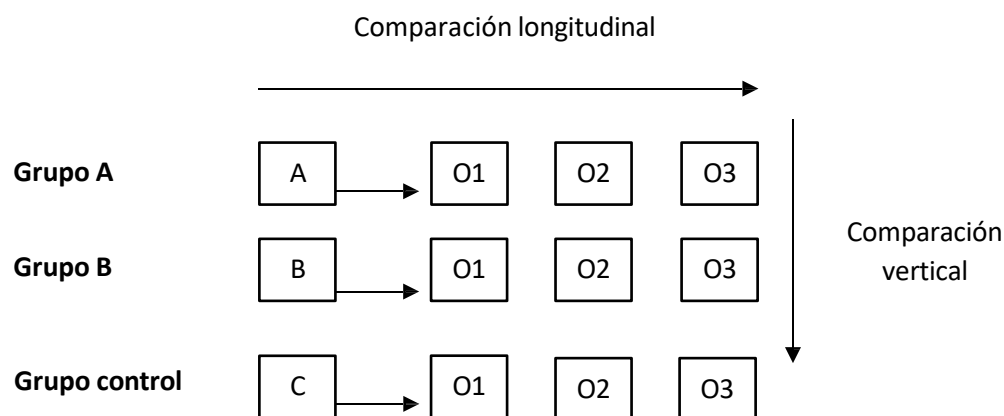 Comparación longitudinal
Grupo A A O1 O2 O3
Grupo B B O1 O2 O3
Comparación
vertical
Grupo control C O1 O2 O3